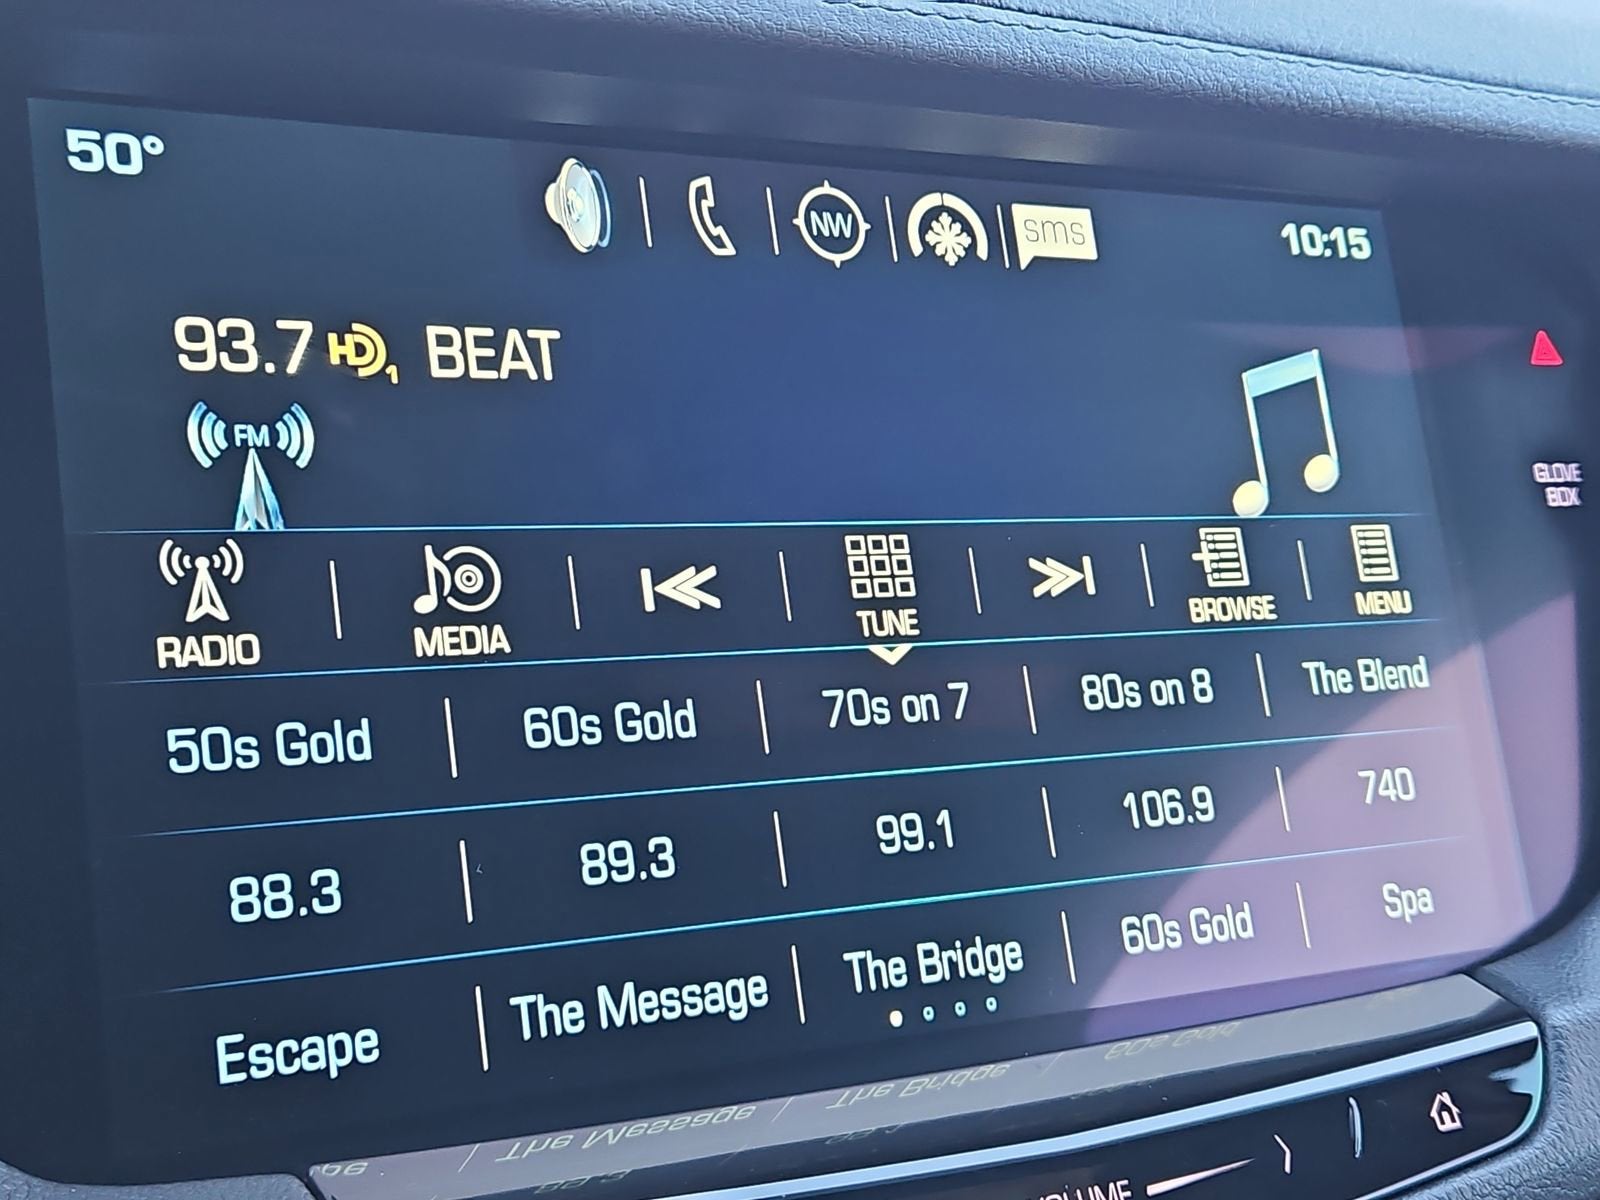 50°
NW
sms
10:15
93.7 HD1 BEAT
FM
GLOVE
BOX
RADIO
MEDIA
TUNE
BROWSE
MENU
50s Gold
60s Gold
70s on 7
80s on 8
The Blend
88.3
89.3
99.1
106.9
740
Escape
The Message
The Bridge
60s Gold
Spa
VOLUME